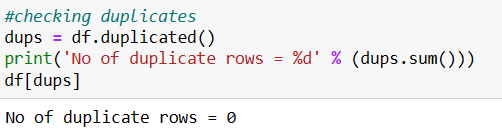 #checking duplicates
dups = df.duplicated()
print('No of duplicate rows = %d' % (dups.sum()))
df[dups]
No of duplicate rows = 0